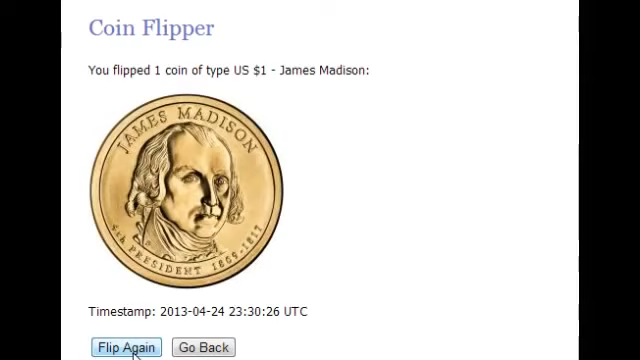 Coin Flipper
You flipped 1 coin of type US $1 - James Madison:
JAMES MADISON
4th PRESIDENT 1809-1817
Timestamp: 2013-04-24 23:30:26 UTC
Flip Again Go Back